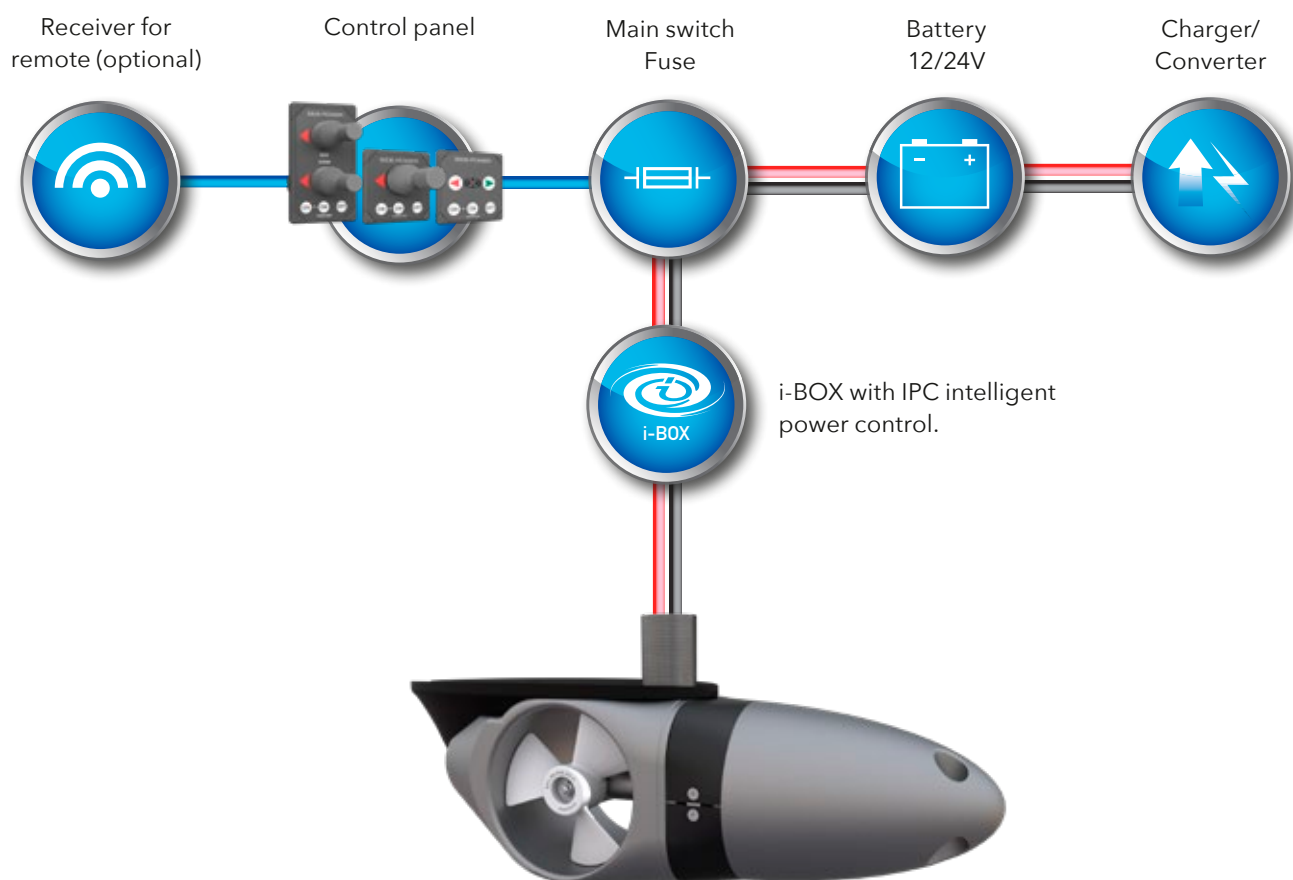 Receiver for
remote (optional)
Control panel
Main switch
Fuse
Battery
12/24V
Charger/
Converter
i-BOX
i-BOX with IPC intelligent
power control.